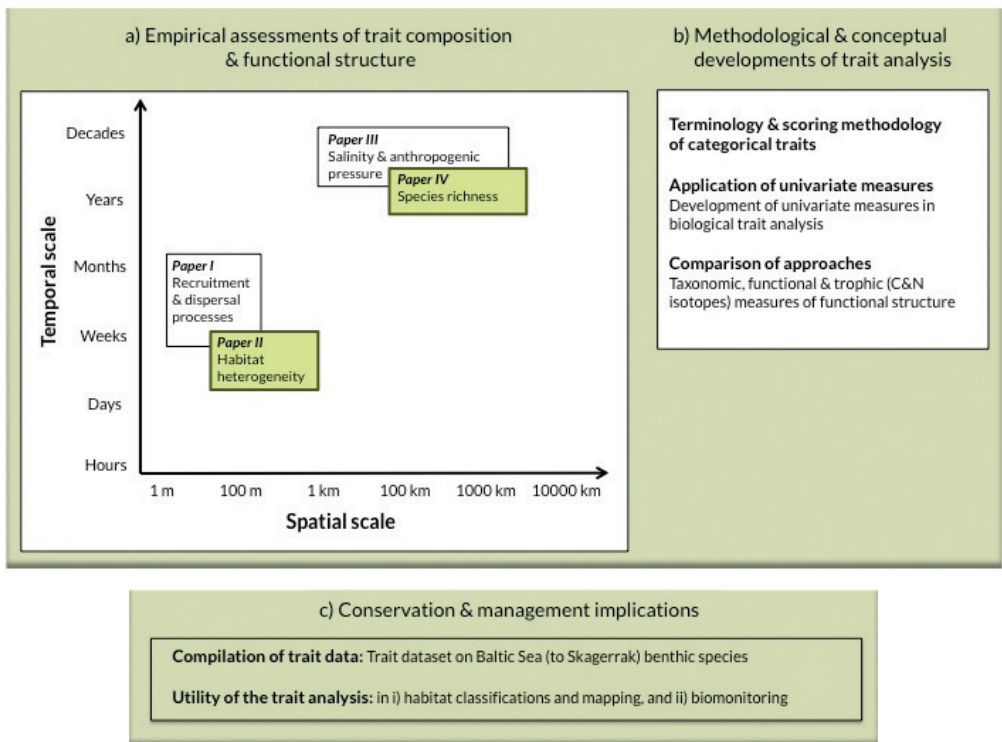 a) Empirical assessments of trait composition
& functional structure
Temporal scale
Decades
Years
Months
Weeks
Days
Hours
Paper III
Salinity & anthropogenic
pressure
Paper IV
Species richness
Paper I
Recruitment
& dispersal
processes
Paper II
Habitat
heterogeneity
1 m
100 m
1 km
100 km
1000 km
10000 km
Spatial scale
b) Methodological & conceptual
developments of trait analysis
Terminology & scoring methodology
of categorical traits
Application of univariate measures
Development of univariate measures in
biological trait analysis
Comparison of approaches
Taxonomic, functional & trophic (C&N
isotopes) measures of functional structure
c) Conservation & management implications
Compilation of trait data: Trait dataset on Baltic Sea (to Skagerrak) benthic species
Utility of the trait analysis: in i) habitat classifications and mapping, and ii) biomonitoring